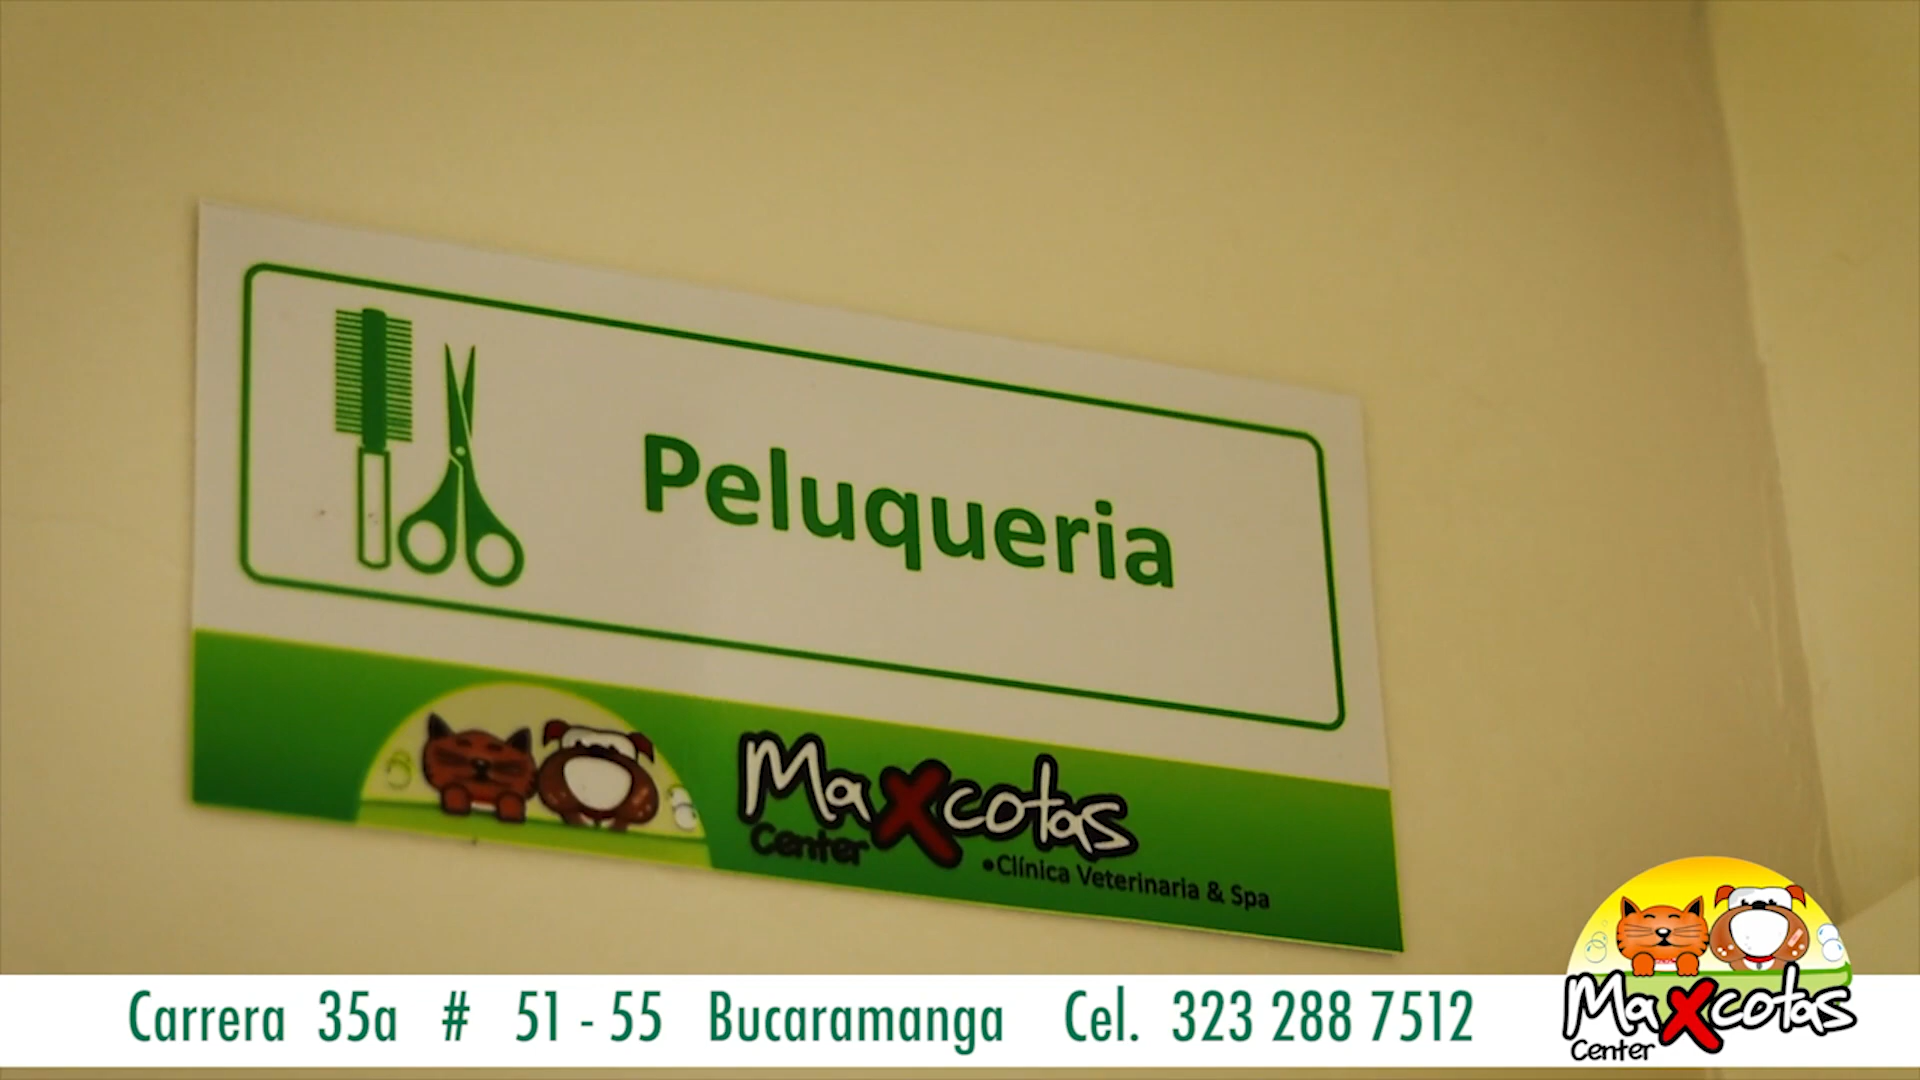 Peluqueria
MaXcotas
Center
•Clínica Veterinaria & Spa
Carrera 35a # 51 - 55 Bucaramanga Cel. 323 288 7512
MaXcotas
Center